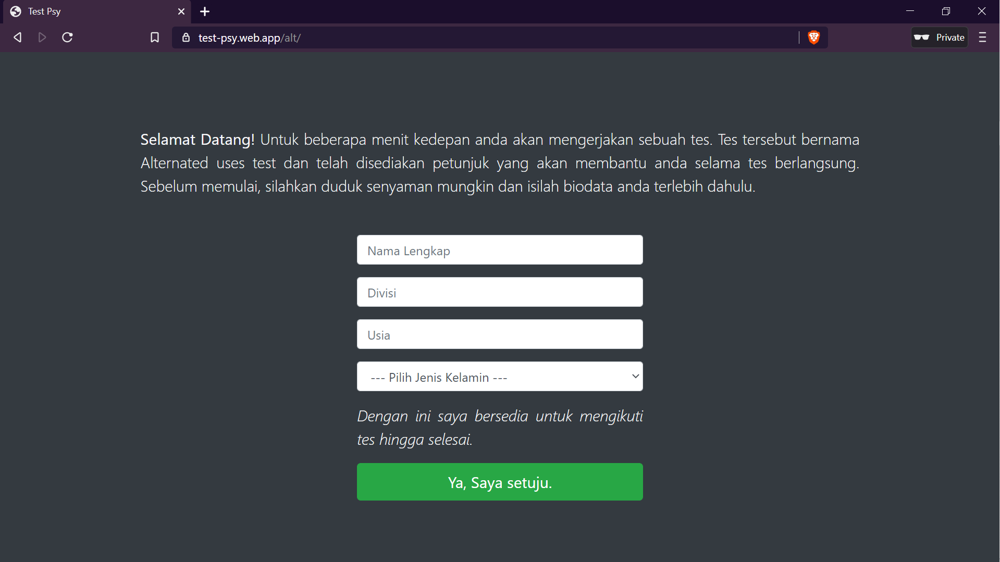 Test Psy
test-psy.web.app/alt/
Private
Selamat Datang! Untuk beberapa menit kedepan anda akan mengerjakan sebuah tes. Tes tersebut bernama
Alternated uses test dan telah disediakan petunjuk yang akan membantu anda selama tes berlangsung.
Sebelum memulai, silahkan duduk senyaman mungkin dan isilah biodata anda terlebih dahulu.
Nama Lengkap
Divisi
Usia
--- Pilih Jenis Kelamin ---
Dengan ini saya bersedia untuk mengikuti
tes hingga selesai.
Ya, Saya setuju.